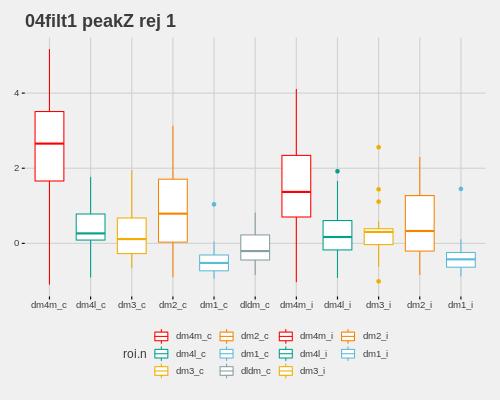 04filt1 peakZ rej 1
4
2
0
dm4m_c dm4l_c dm3_c dm2_c dm1_c dldm_c dm4m_i dm4l_i dm3_i dm2_i dm1_i
roi.n
dm4m_c dm2_c dm4m_i dm2_i
dm4l_c dm1_c dm4l_i dm1_i
dm3_c dldm_c dm3_i